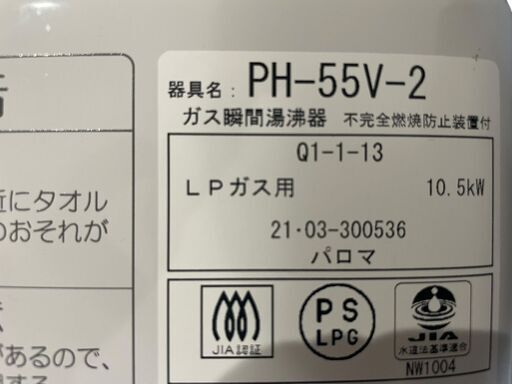 器具名： PH-55V-2
ガス瞬間湯沸器 不完全燃焼防止装置付
Q1-1-13
LPガス用 10.5kW
21・03-300536
パロマ
JIA認証
PS
LPG
JIA
水道法基準適合
NW1004
にタオル
のおそれが
があるので、